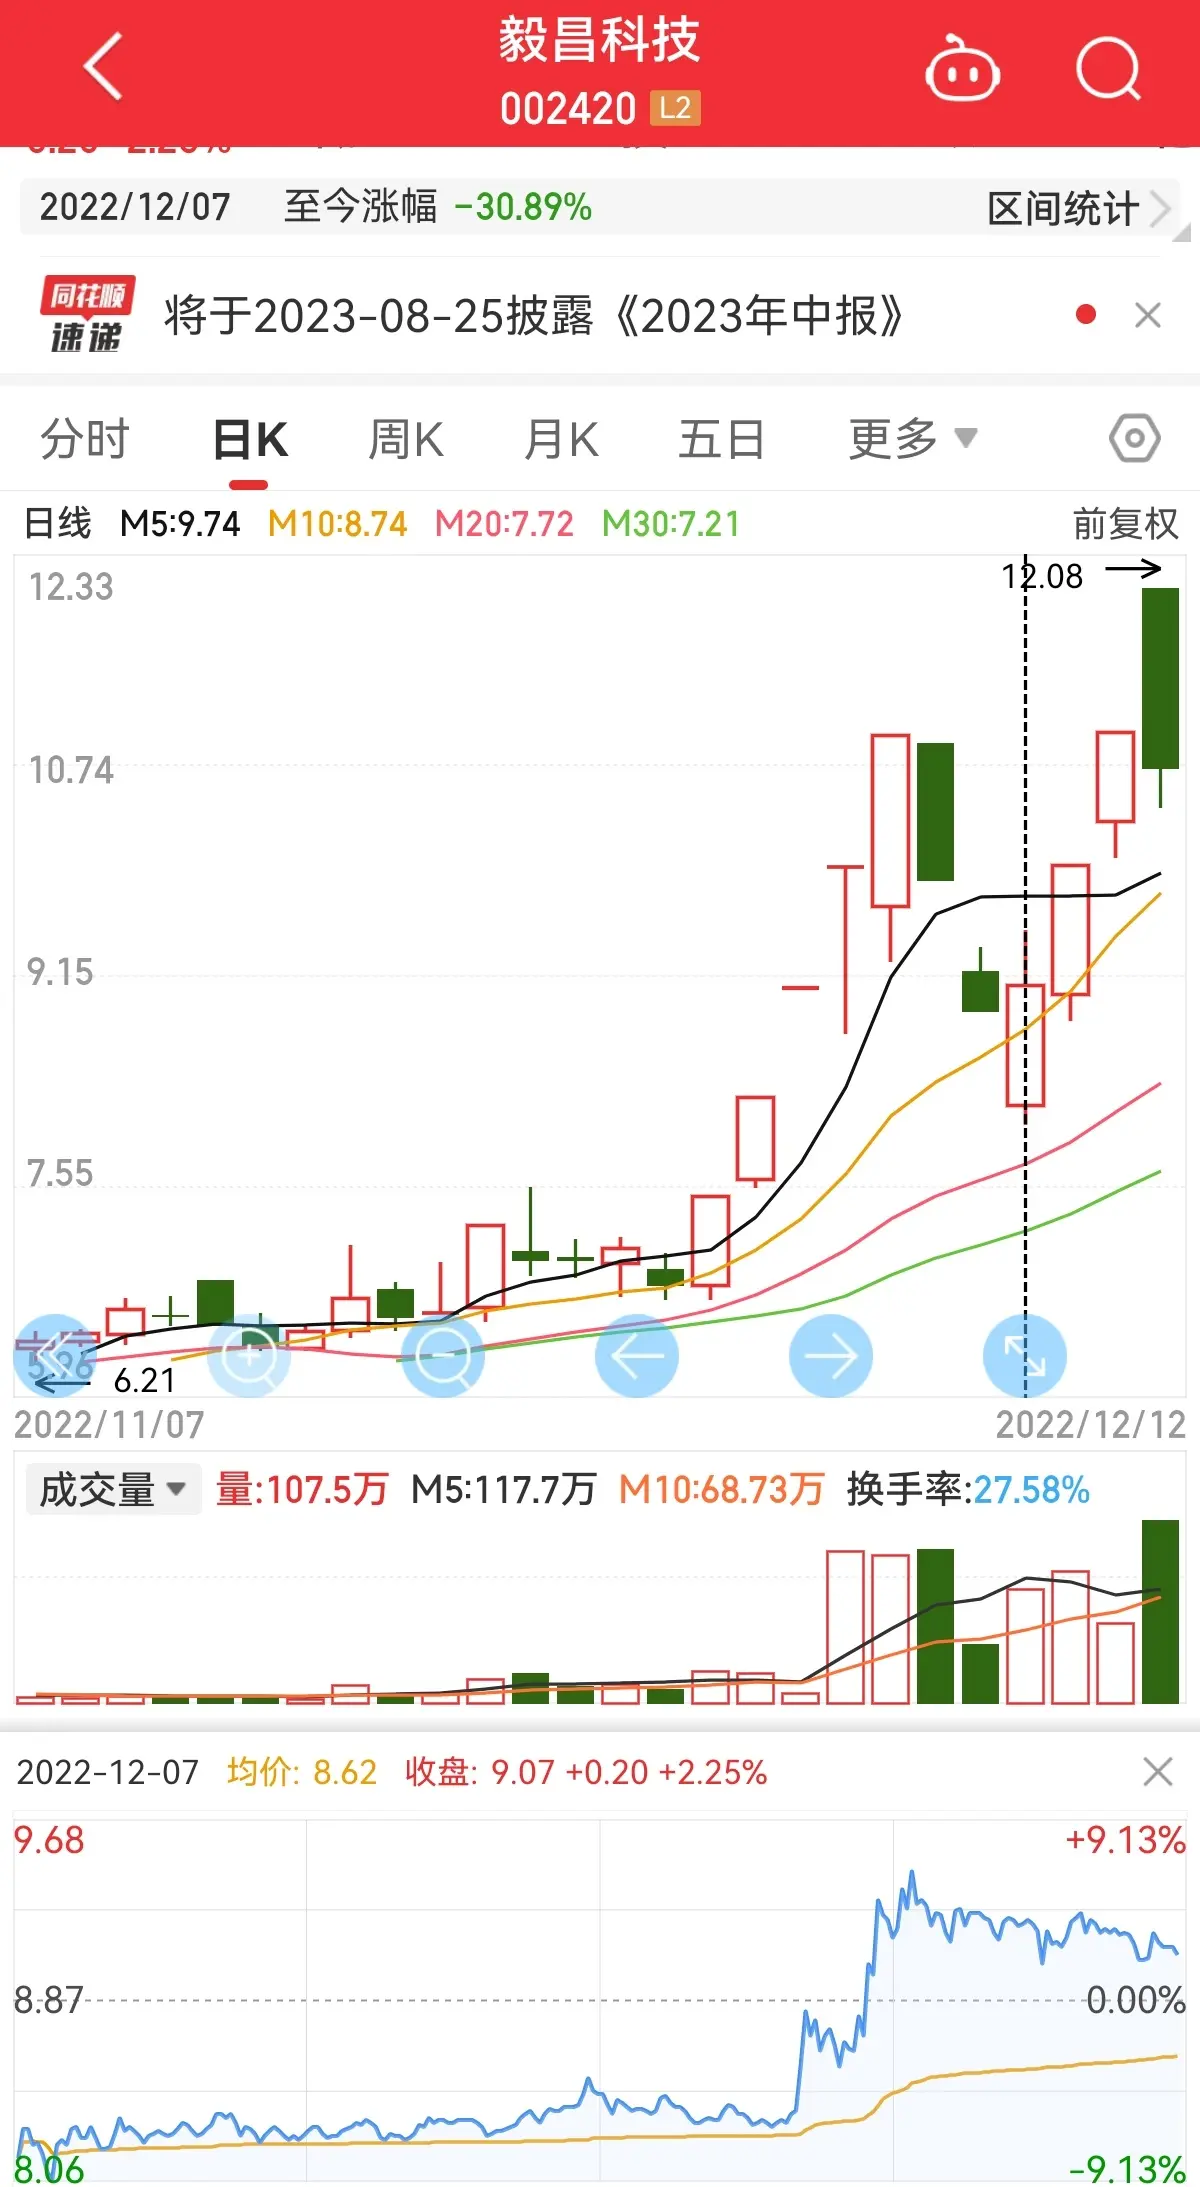 毅昌科技
002420 L2
2022/12/07 至今涨幅 -30.89% 区间统计
同花顺
速递
将于2023-08-25披露《2023年中报》
分时 日K 周K 月K 五日 更多
日线 M5:9.74 M10:8.74 M20:7.72 M30:7.21 前复权
12.33
12.08
10.74
9.15
7.55
5.96
6.21
2022/11/07 2022/12/12
成交量 量:107.5万 M5:117.7万 M10:68.73万 换手率:27.58%
2022-12-07 均价: 8.62 收盘: 9.07 +0.20 +2.25%
9.68 +9.13%
8.87 0.00%
8.06 -9.13%